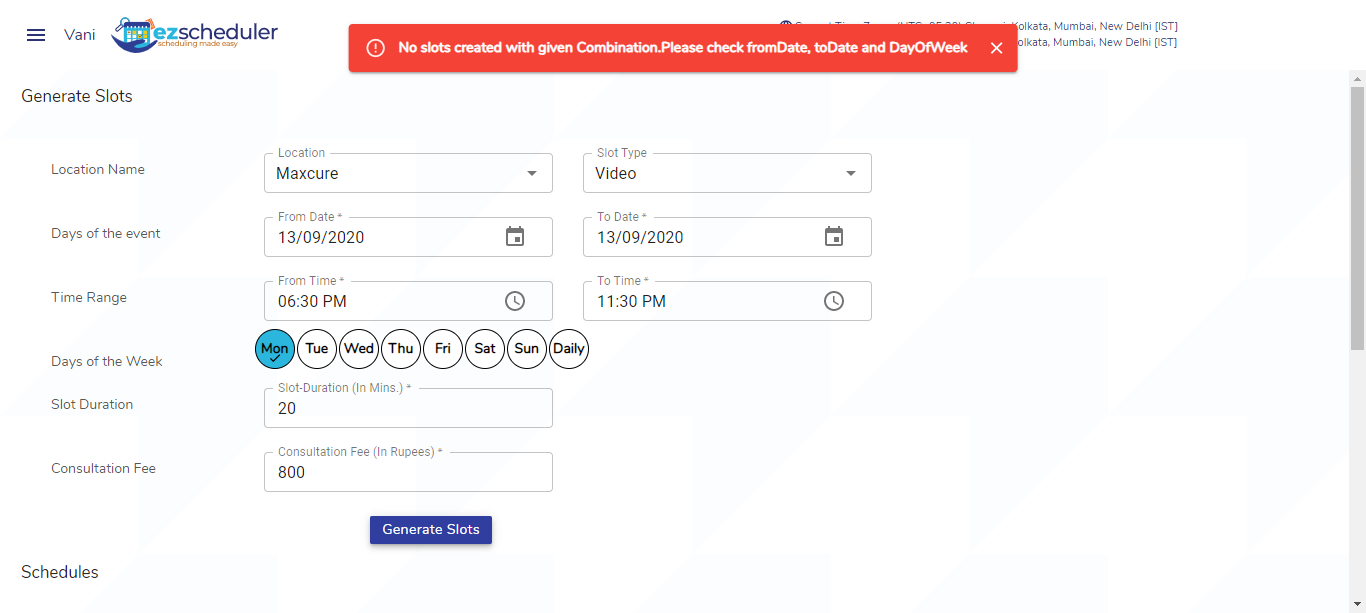 Vani
ezscheduler
scheduling made easy
Kolkata, Mumbai, New Delhi [IST]
Kolkata, Mumbai, New Delhi [IST]
No slots created with given Combination.Please check fromDate, toDate and DayOfWeek
Generate Slots
Location Name
Location
Maxcure
Slot Type
Video
Days of the event
From Date *
13/09/2020
To Date *
13/09/2020
Time Range
From Time *
06:30 PM
To Time *
11:30 PM
Days of the Week
Mon Tue Wed Thu Fri Sat Sun Daily
Slot Duration
Slot-Duration (In Mins.) *
20
Consultation Fee
Consultation Fee (In Rupees) *
800
Generate Slots
Schedules